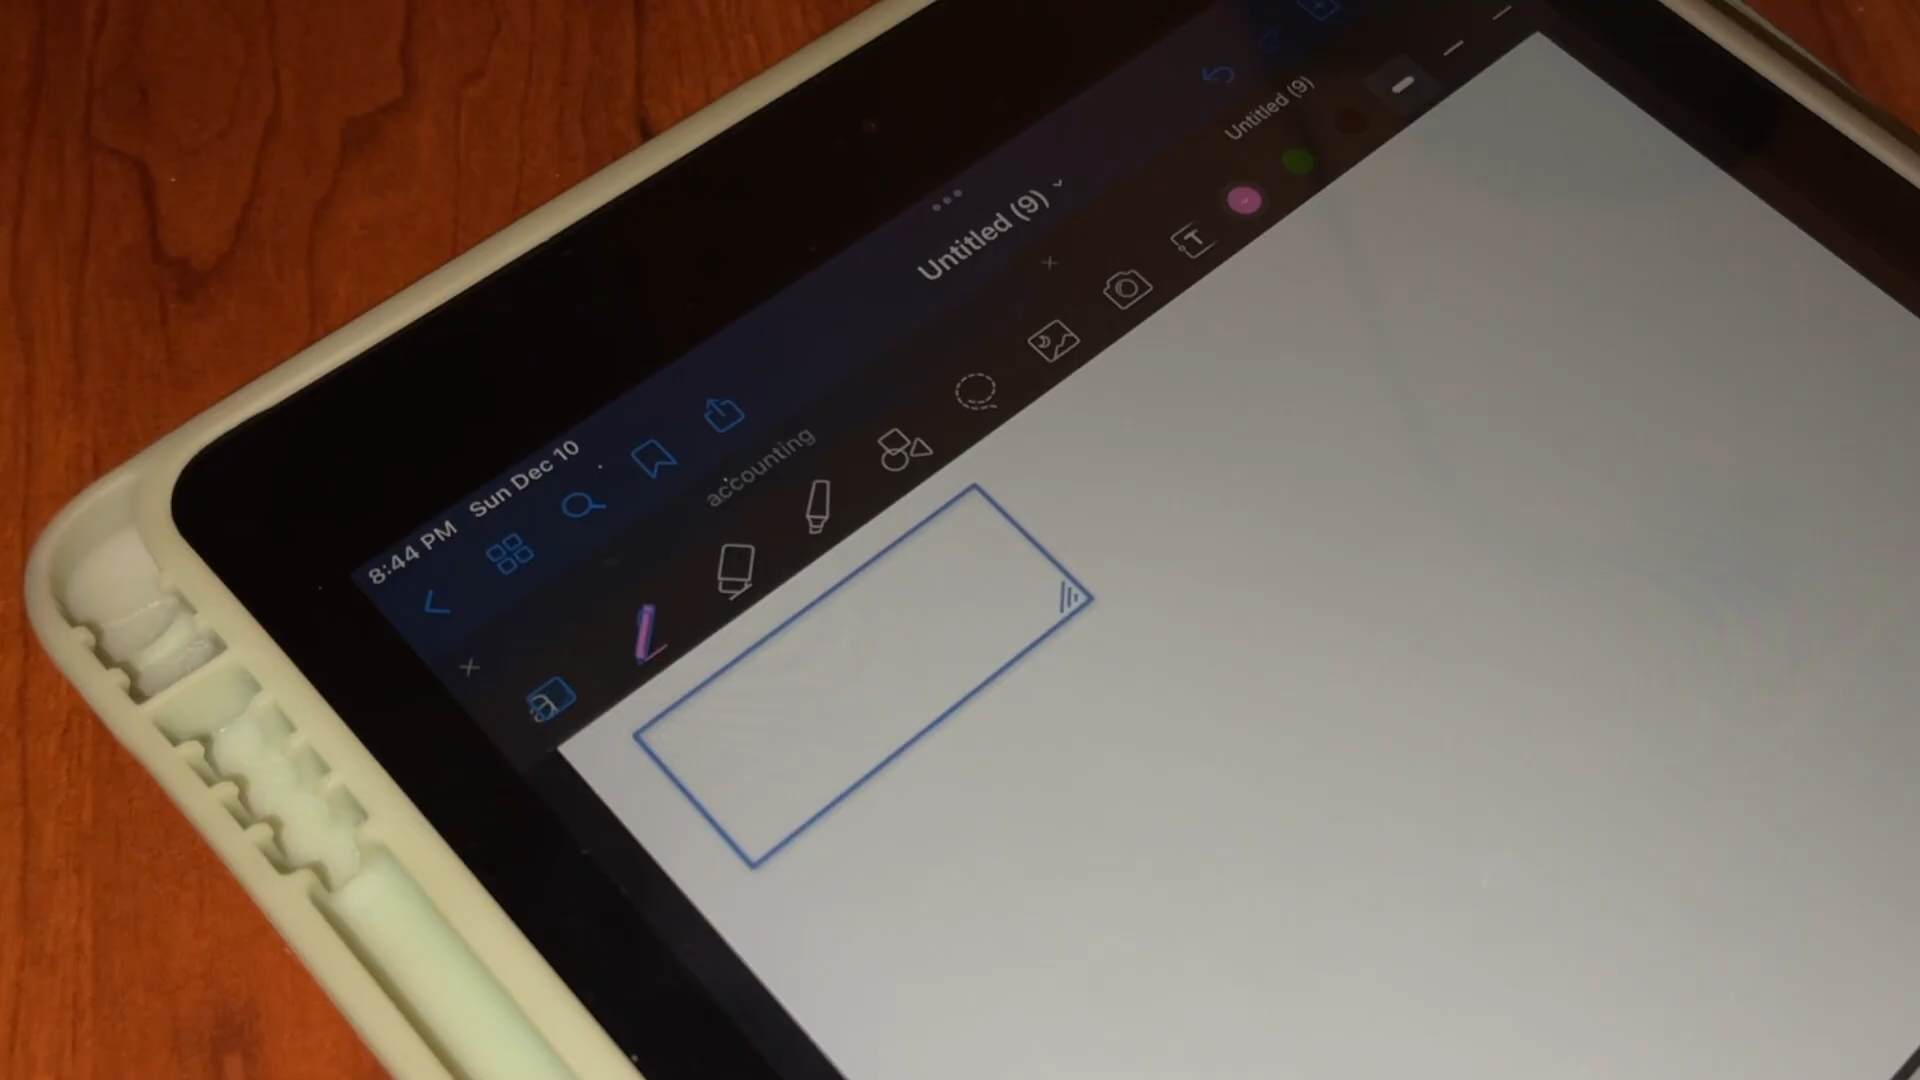 8:44 PM Sun Dec 10
Untitled (9)
accounting
Untitled (9)
T
a